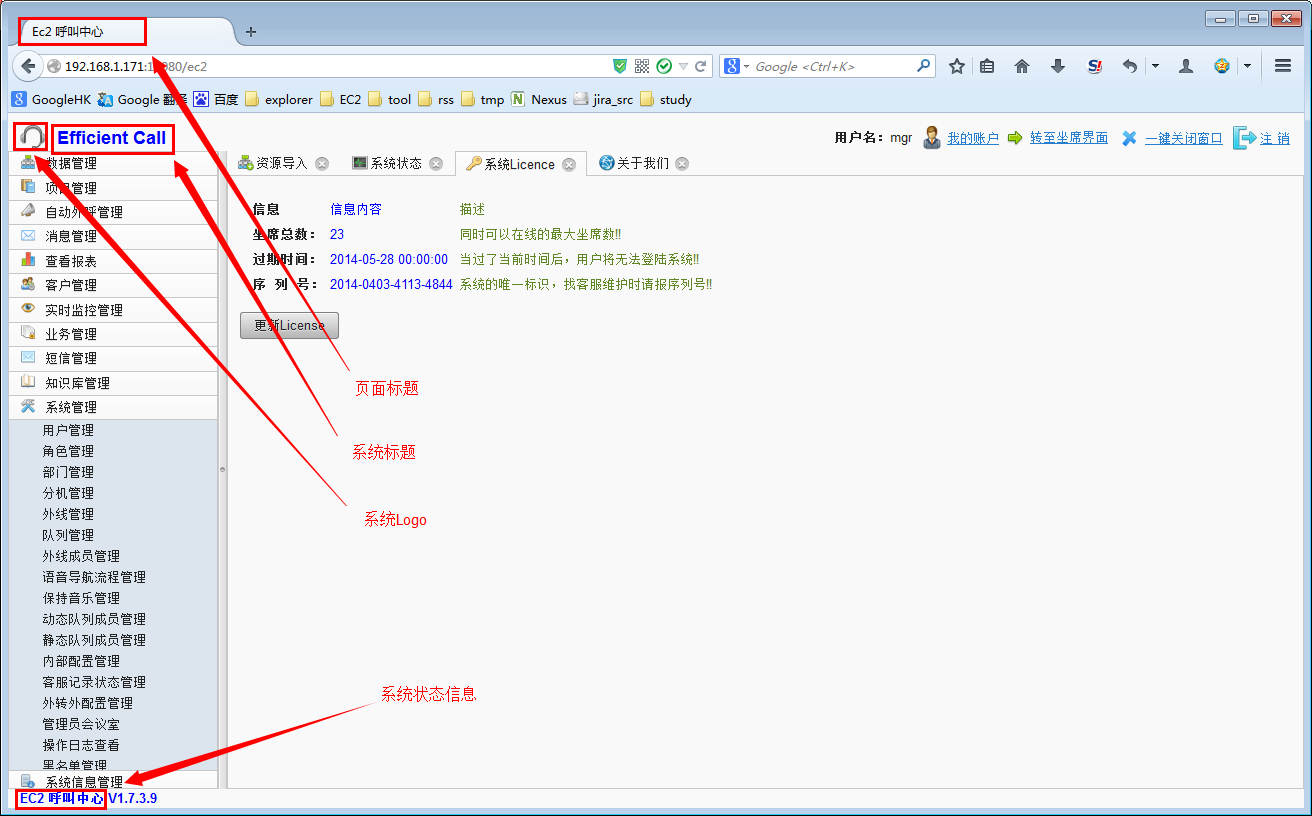 Ec2 呼叫中心
192.168.1.171:1 980/ec2
Google <Ctrl+K>
GoogleHK Google 翻译 百度 explorer EC2 tool rss tmp Nexus jira_src study
Efficient Call
用户名：mgr 我的账户 转至坐席界面 一键关闭窗口 注 销
资源导入 系统状态 系统Licence 关于我们
数据管理
项目管理
自动外呼管理
消息管理
查看报表
客户管理
实时监控管理
业务管理
短信管理
知识库管理
系统管理
用户管理
角色管理
部门管理
分机管理
外线管理
队列管理
外线成员管理
语音导航流程管理
保持音乐管理
动态队列成员管理
静态队列成员管理
内部配置管理
客服记录状态管理
外转外配置管理
管理员会议室
操作日志查看
黑名单管理
系统信息管理
信息 信息内容 描述
坐席总数： 23 同时可以在线的最大坐席数!!
过期时间： 2014-05-28 00:00:00 当过了当前时间后，用户将无法登陆系统!!
序 列 号： 2014-0403-4113-4844 系统的唯一标识，找客服维护时请报序列号!!
更新License
页面标题
系统标题
系统Logo
系统状态信息
EC2 呼叫中心 V1.7.3.9